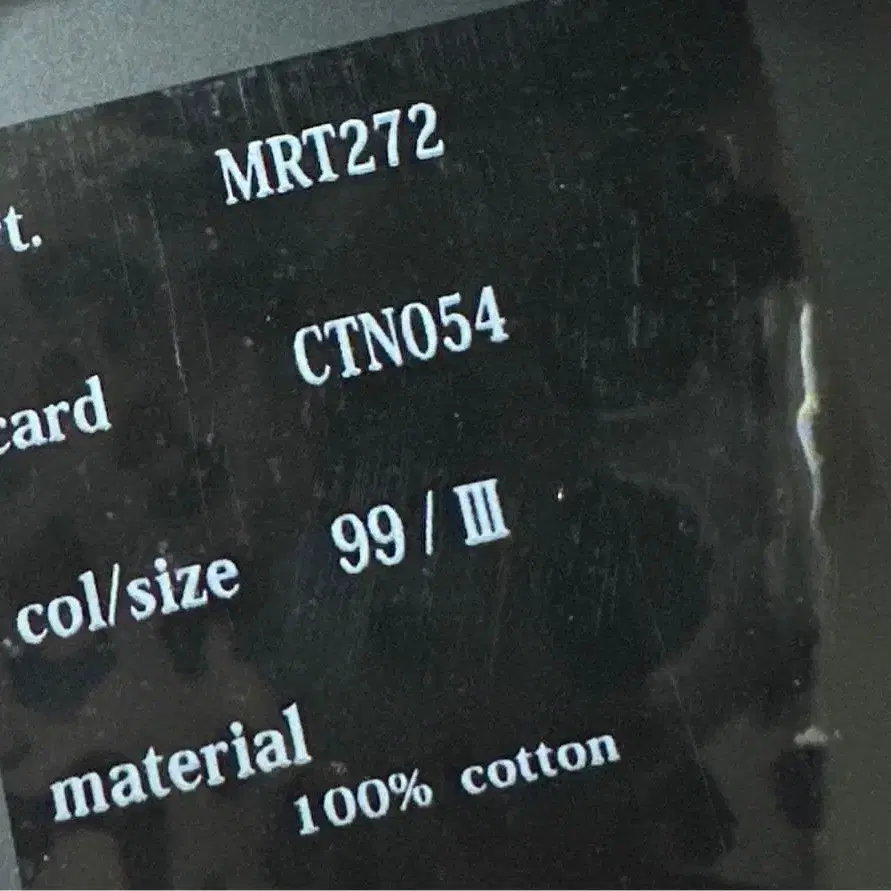 t. MRT272
card CTN054
col/size 99 / III
material 100% cotton